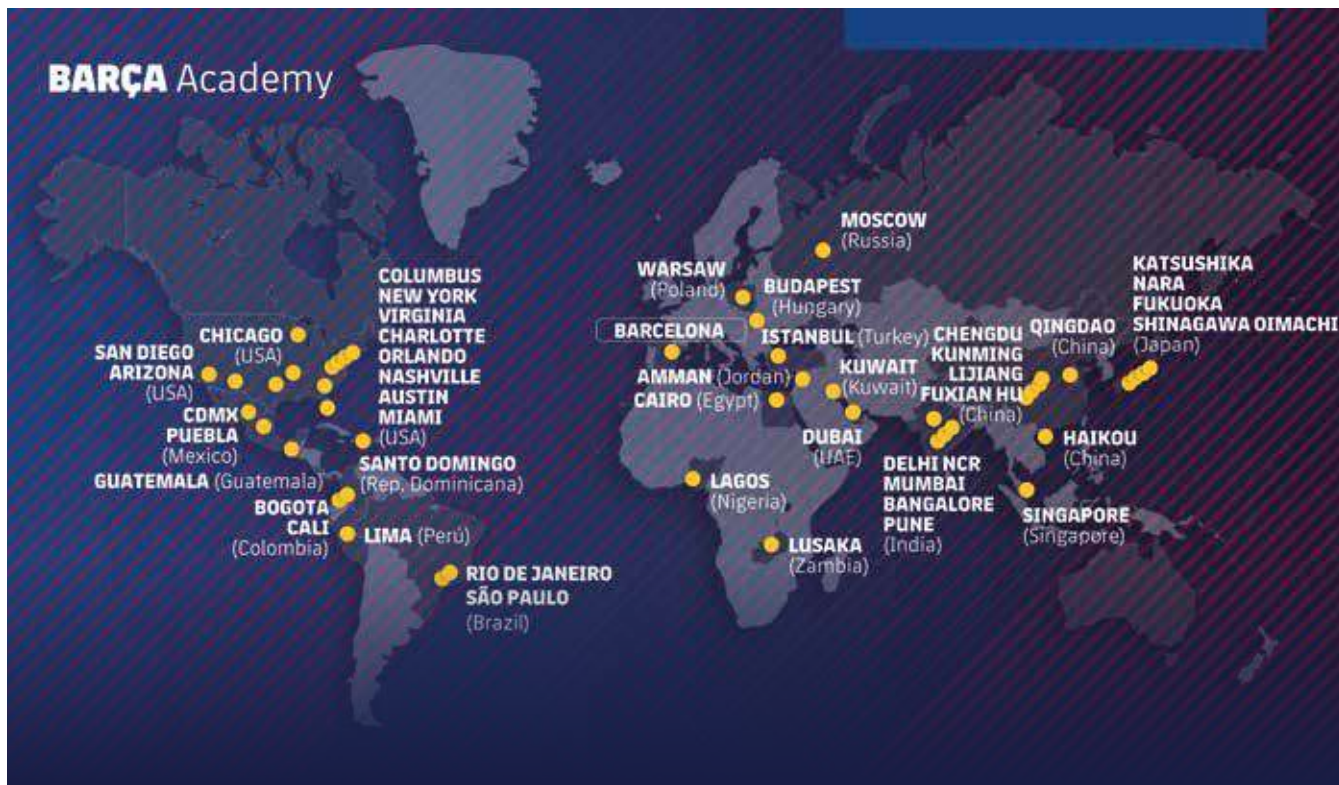 BARÇA Academy
MOSCOW
(Russia)
WARSAW
(Poland)
BUDAPEST
(Hungary)
BARCELONA
ISTANBUL (Turkey)
AMMAN (Jordan)
CAIRO (Egypt)
KUWAIT
(Kuwait)
DUBAI
(UAE)
CHENGDU
KUNMING
LIJIANG
FUXIAN HU
(China)
QINGDAO
(China)
KATSUSHIKA
NARA
FUKUOKA
SHINAGAWA OIMACHI
(Japan)
COLUMBUS
NEW YORK
VIRGINIA
CHARLOTTE
ORLANDO
NASHVILLE
AUSTIN
MIAMI
(USA)
CHICAGO
(USA)
SAN DIEGO
ARIZONA
(USA)
CDMX
PUEBLA
(Mexico)
GUATEMALA (Guatemala)
SANTO DOMINGO
(Rep, Dominicana)
BOGOTA
CALI
(Colombia)
LIMA (Perú)
RIO DE JANEIRO
SÃO PAULO
(Brazil)
LAGOS
(Nigeria)
LUSAKA
(Zambia)
DELHI NCR
MUMBAI
BANGALORE
PUNE
(India)
HAIKOU
(China)
SINGAPORE
(Singapore)